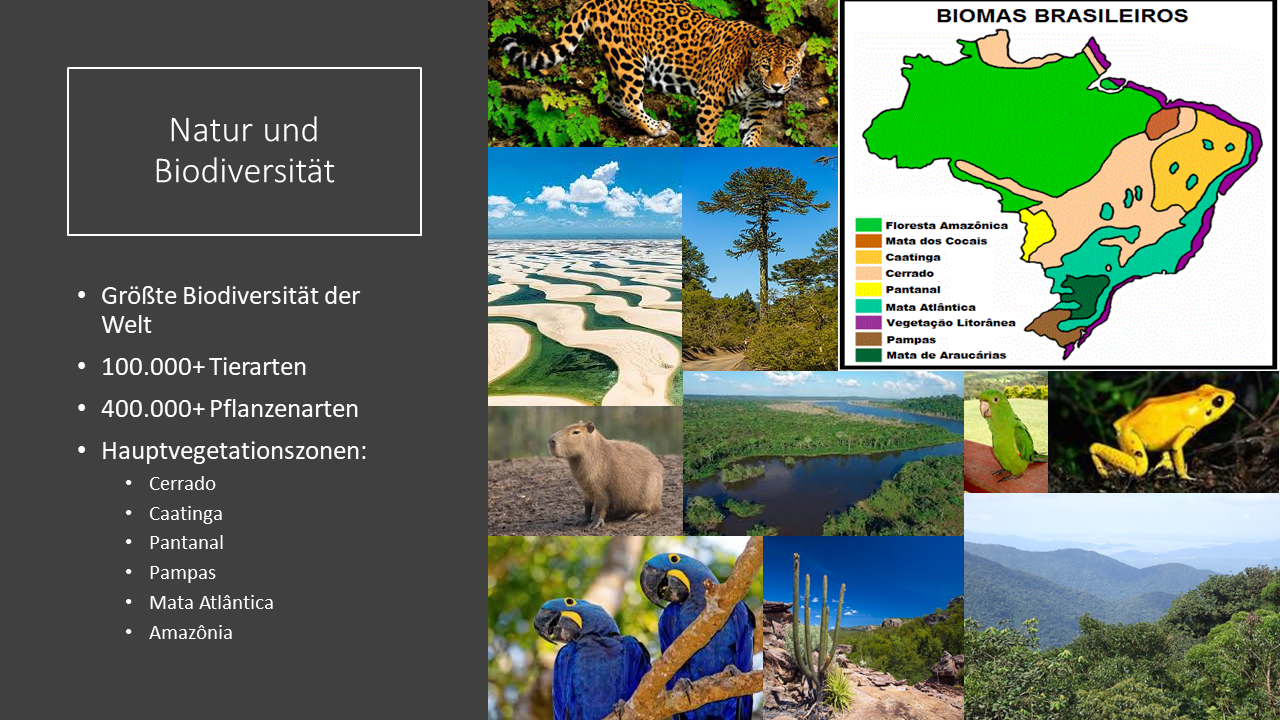 Natur und
Biodiversität
• Größte Biodiversität der
Welt
• 100.000+ Tierarten
• 400.000+ Pflanzenarten
• Hauptvegetationszonen:
• Cerrado
• Caatinga
• Pantanal
• Pampas
• Mata Atlântica
• Amazônia
BIOMAS BRASILEIROS
Floresta Amazônica
Mata dos Cocais
Caatinga
Cerrado
Pantanal
Mata Atlântica
Vegetação Litorânea
Pampas
Mata de Araucárias